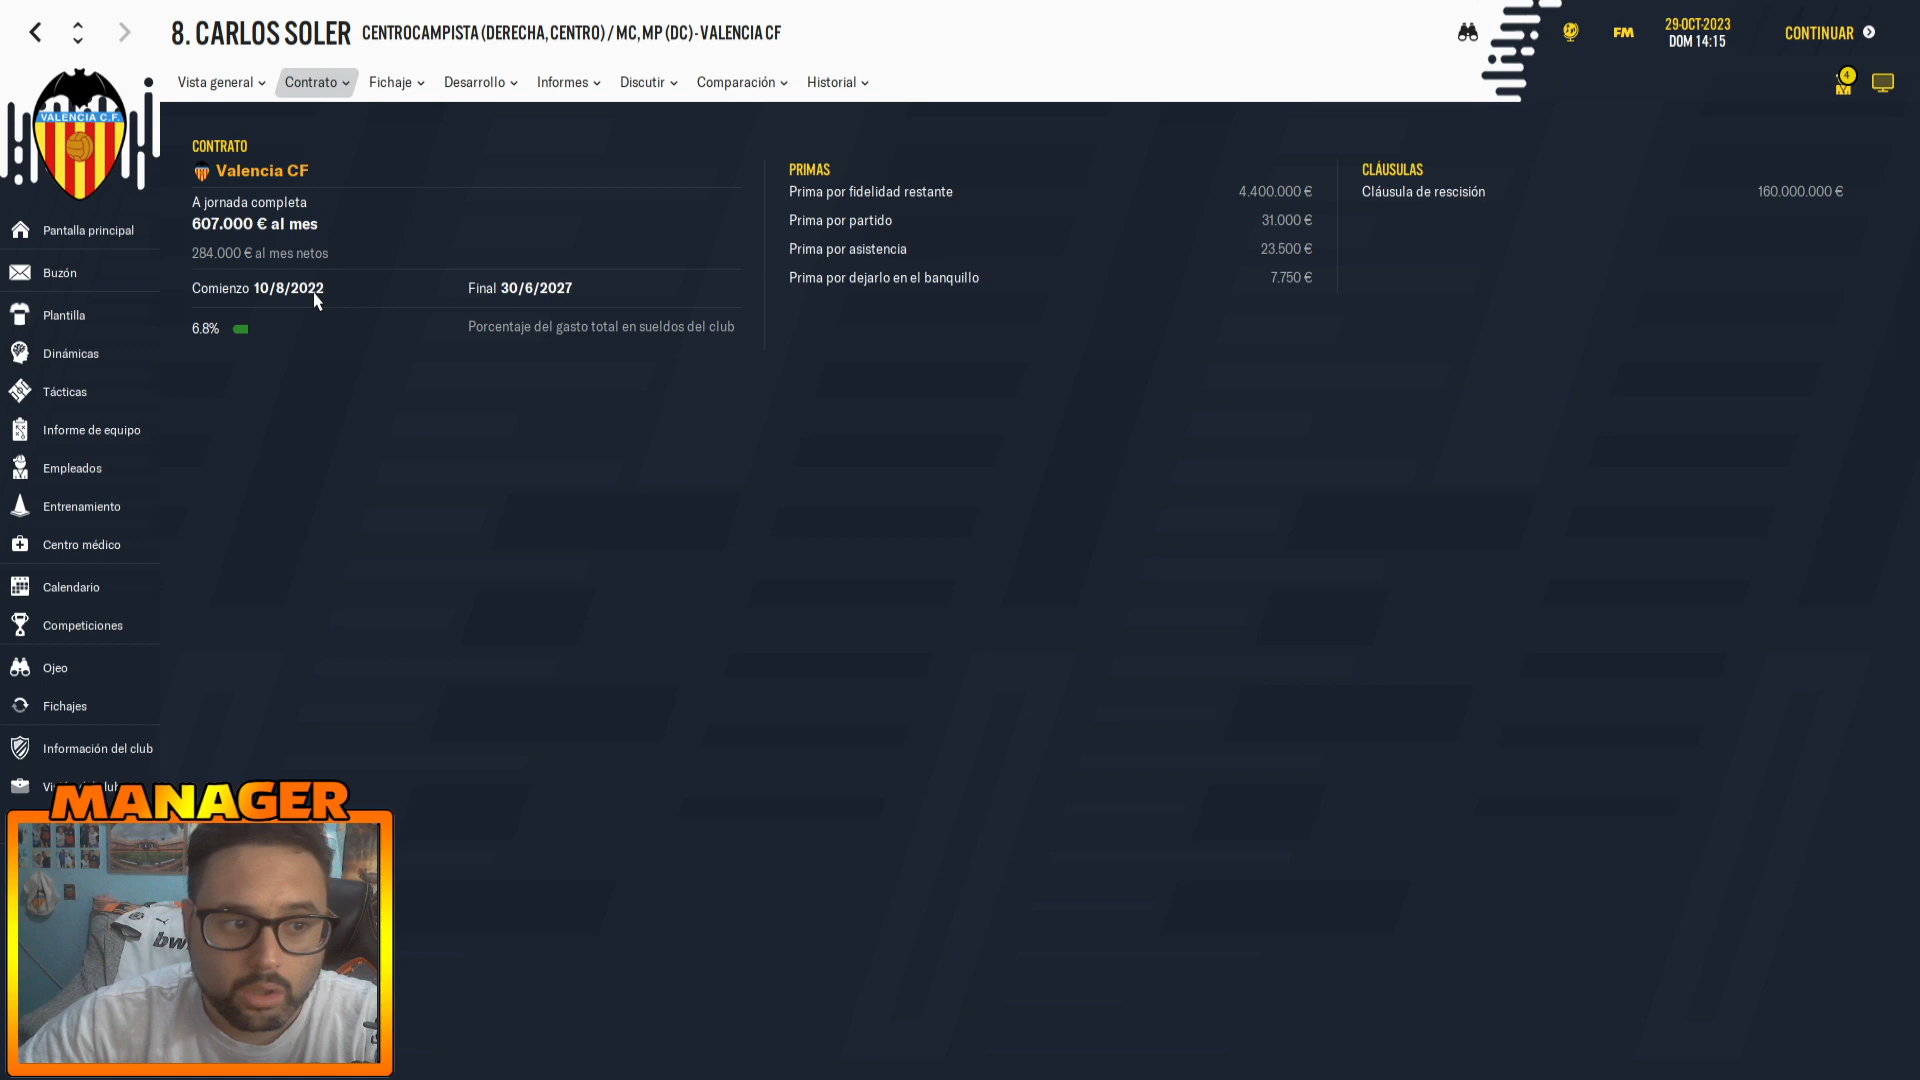 8. CARLOS SOLER CENTROCAMPISTA (DERECHA, CENTRO) / MC, MP (DC) - VALENCIA CF
FM
29-OCT-2023
DOM 14:15
CONTINUAR
Vista general Contrato Fichaje Desarrollo Informes Discutir Comparación Historial
4
VALENCIA C.F.
Pantalla principal
Buzón
Plantilla
Dinámicas
Tácticas
Informe de equipo
Empleados
Entrenamiento
Centro médico
Calendario
Competiciones
Ojeo
Fichajes
Información del club
CONTRATO
Valencia CF
A jornada completa
607.000 € al mes
284.000 € al mes netos
Comienzo 10/8/2022 Final 30/6/2027
6.8% Porcentaje del gasto total en sueldos del club
PRIMAS
Prima por fidelidad restante 4.400.000 €
Prima por partido 31.000 €
Prima por asistencia 23.500 €
Prima por dejarlo en el banquillo 7.750 €
CLÁUSULAS
Cláusula de rescisión 160.000.000 €
MANAGER